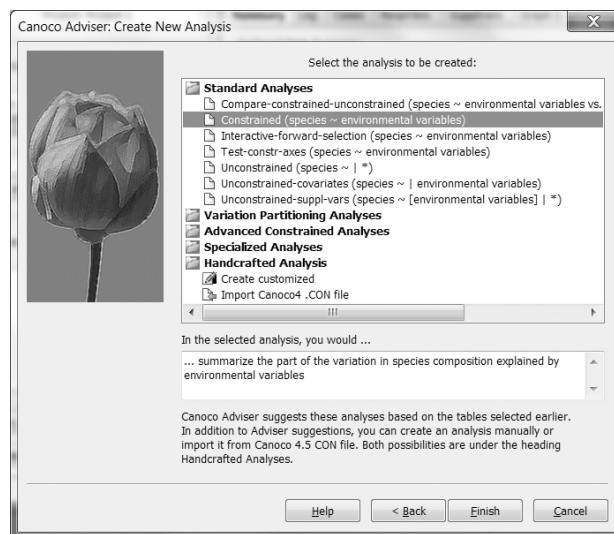 Canoco Adviser: Create New Analysis
Select the analysis to be created:
Standard Analyses
Compare-constrained-unconstrained (species ~ environmental variables vs.
Constrained (species ~ environmental variables)
Interactive-forward-selection (species ~ environmental variables)
Test-constr-axes (species ~ environmental variables)
Unconstrained (species ~ | *)
Unconstrained-covariates (species ~ | environmental variables)
Unconstrained-suppl-vars (species ~ [environmental variables] | *)
Variation Partitioning Analyses
Advanced Constrained Analyses
Specialized Analyses
Handcrafted Analysis
Create customized
Import Canoco4 .CON file
In the selected analysis, you would ...
... summarize the part of the variation in species composition explained by
environmental variables
Canoco Adviser suggests these analyses based on the tables selected earlier.
In addition to Adviser suggestions, you can create an analysis manually or
import it from Canoco 4.5 CON file. Both possibilities are under the heading
Handcrafted Analyses.
Help < Back Finish Cancel